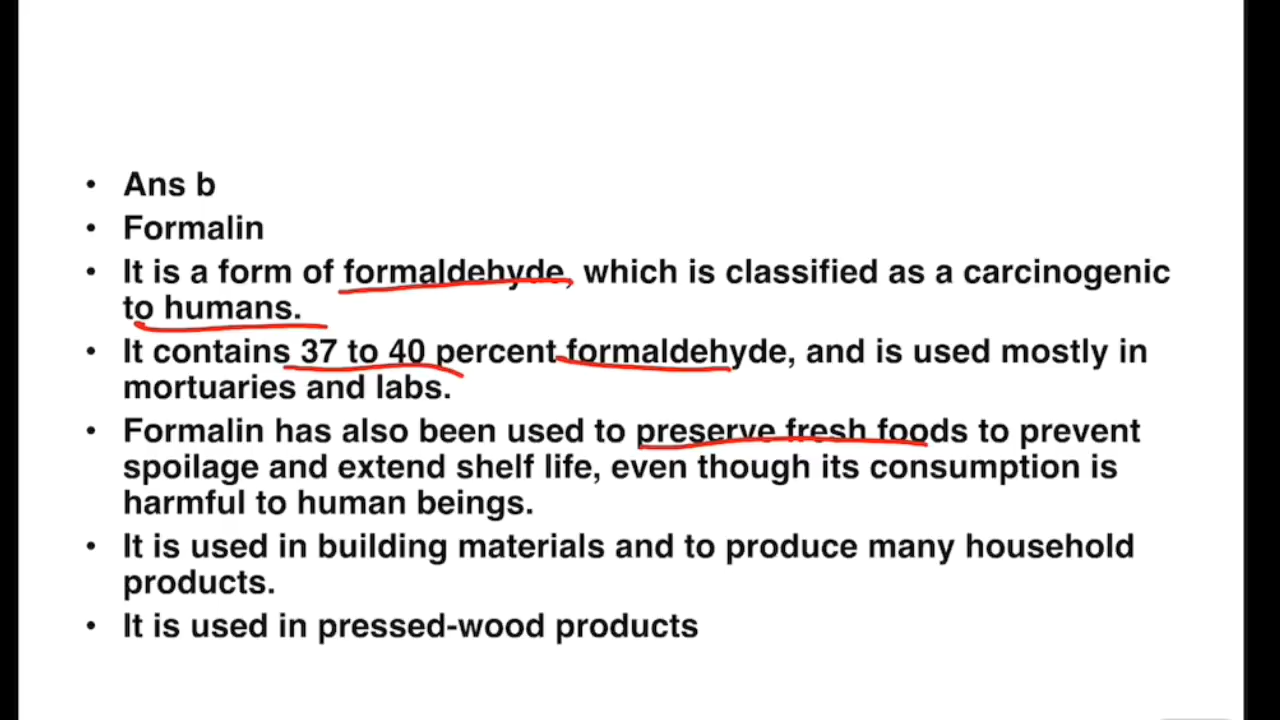 • Ans b
• Formalin
• It is a form of formaldehyde, which is classified as a carcinogenic
to humans.
• It contains 37 to 40 percent formaldehyde, and is used mostly in
mortuaries and labs.
• Formalin has also been used to preserve fresh foods to prevent
spoilage and extend shelf life, even though its consumption is
harmful to human beings.
• It is used in building materials and to produce many household
products.
• It is used in pressed-wood products